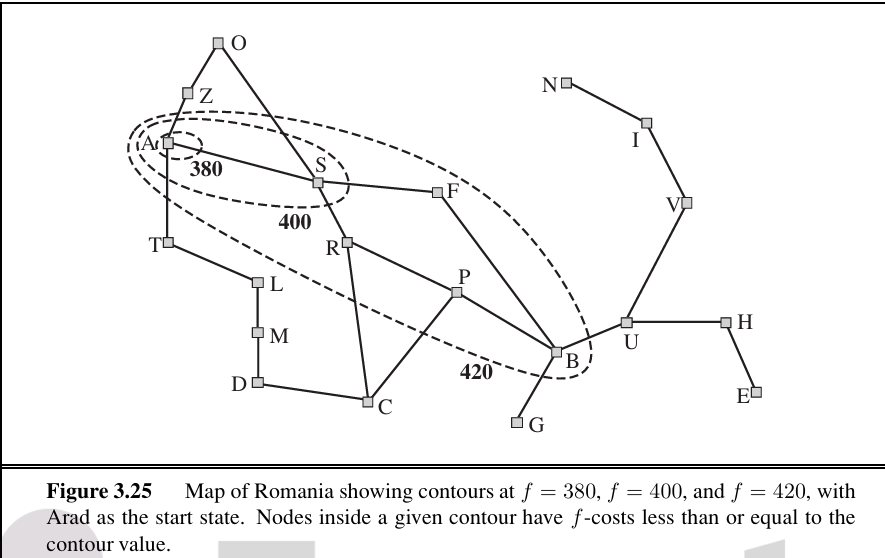 O
N
Z
I
A
S
380
F
V
400
T
R
P
L
H
M
U
B
420
D
E
C
G
Figure 3.25 Map of Romania showing contours at f = 380, f = 400, and f = 420, with
Arad as the start state. Nodes inside a given contour have f-costs less than or equal to the
contour value.